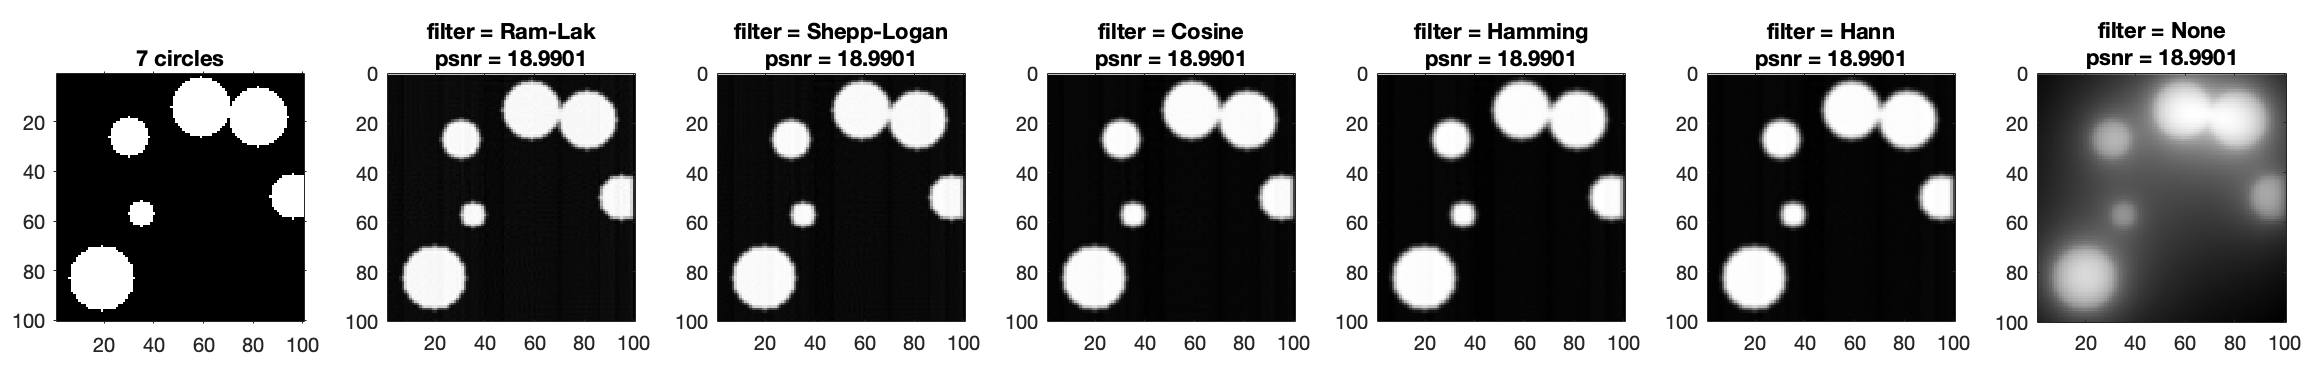 7 circles
20
40
60
80
100
20 40 60 80 100
filter = Ram-Lak
psnr = 18.9901
0
20
40
60
80
100
20 40 60 80 100
filter = Shepp-Logan
psnr = 18.9901
0
20
40
60
80
100
20 40 60 80 100
filter = Cosine
psnr = 18.9901
0
20
40
60
80
100
20 40 60 80 100
filter = Hamming
psnr = 18.9901
0
20
40
60
80
100
20 40 60 80 100
filter = Hann
psnr = 18.9901
0
20
40
60
80
100
20 40 60 80 100
filter = None
psnr = 18.9901
0
20
40
60
80
100
20 40 60 80 100